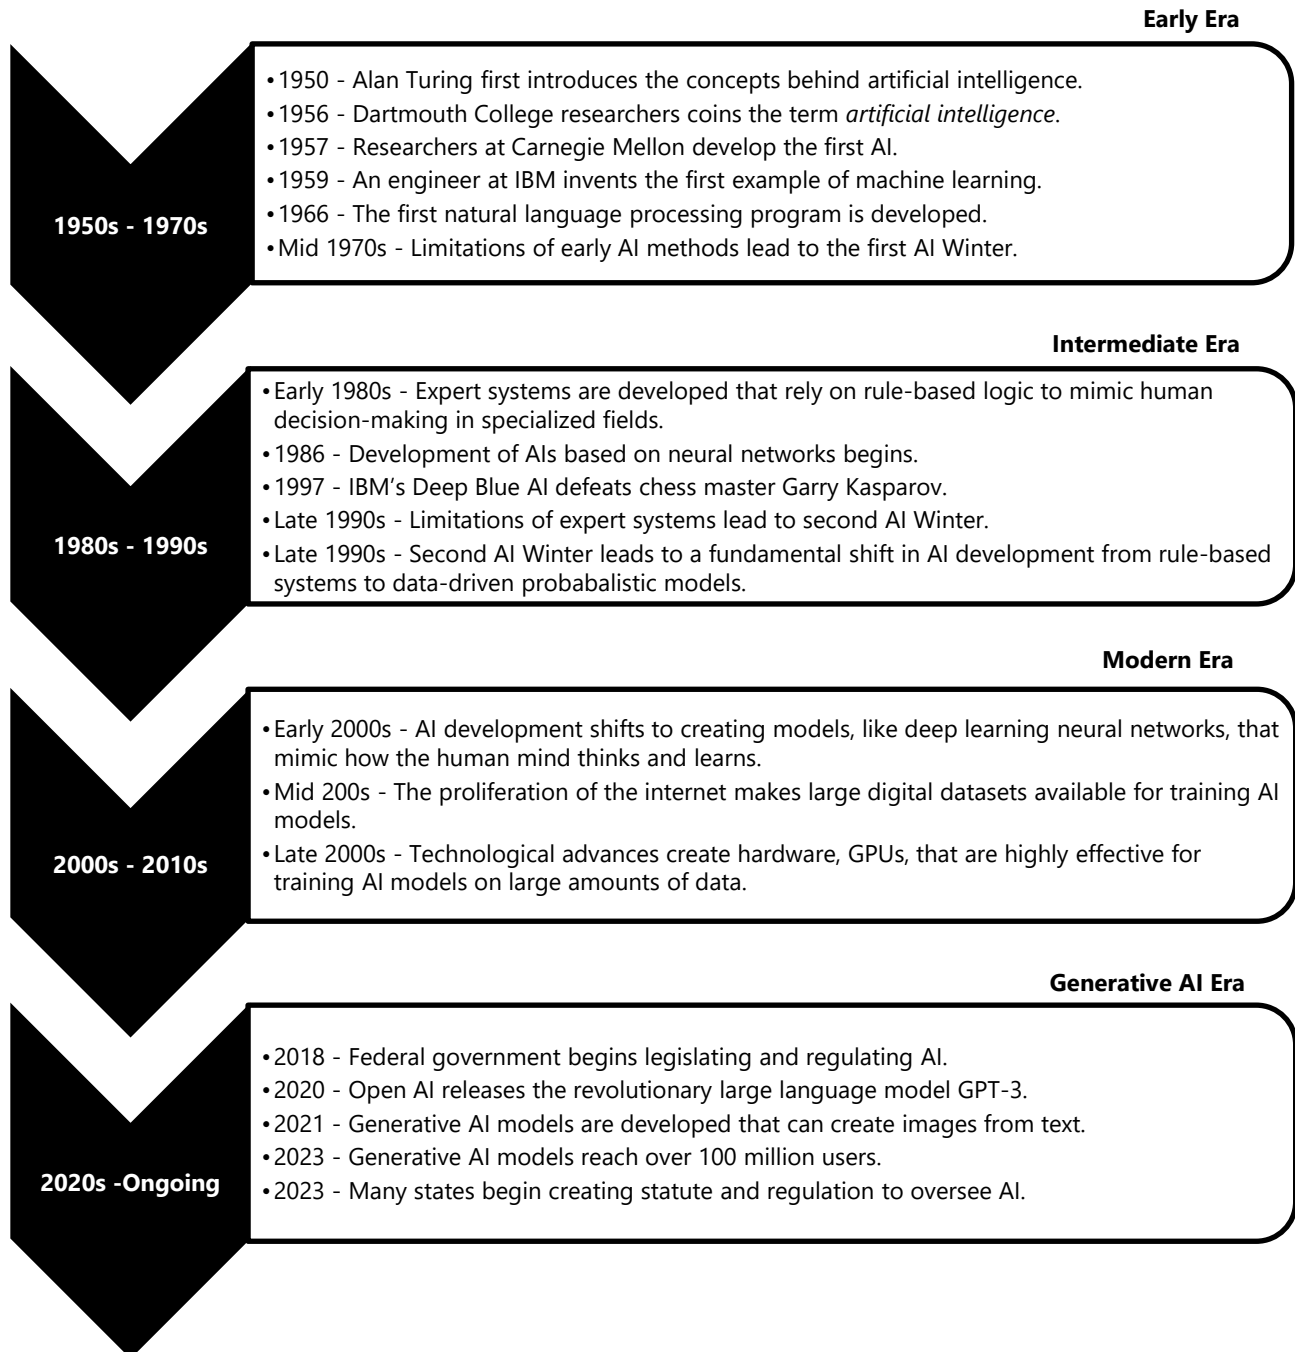 Early Era
1950s - 1970s
•1950 - Alan Turing first introduces the concepts behind artificial intelligence.
•1956 - Dartmouth College researchers coins the term artificial intelligence.
•1957 - Researchers at Carnegie Mellon develop the first AI.
•1959 - An engineer at IBM invents the first example of machine learning.
•1966 - The first natural language processing program is developed.
•Mid 1970s - Limitations of early AI methods lead to the first AI Winter.
Intermediate Era
1980s - 1990s
•Early 1980s - Expert systems are developed that rely on rule-based logic to mimic human
decision-making in specialized fields.
•1986 - Development of AIs based on neural networks begins.
•1997 - IBM's Deep Blue AI defeats chess master Garry Kasparov.
•Late 1990s - Limitations of expert systems lead to second AI Winter.
•Late 1990s - Second AI Winter leads to a fundamental shift in AI development from rule-based
systems to data-driven probabalistic models.
Modern Era
2000s - 2010s
•Early 2000s - AI development shifts to creating models, like deep learning neural networks, that
mimic how the human mind thinks and learns.
•Mid 200s - The proliferation of the internet makes large digital datasets available for training AI
models.
•Late 2000s - Technological advances create hardware, GPUs, that are highly effective for
training AI models on large amounts of data.
Generative AI Era
2020s -Ongoing
•2018 - Federal government begins legislating and regulating AI.
•2020 - Open AI releases the revolutionary large language model GPT-3.
•2021 - Generative AI models are developed that can create images from text.
•2023 - Generative AI models reach over 100 million users.
•2023 - Many states begin creating statute and regulation to oversee AI.